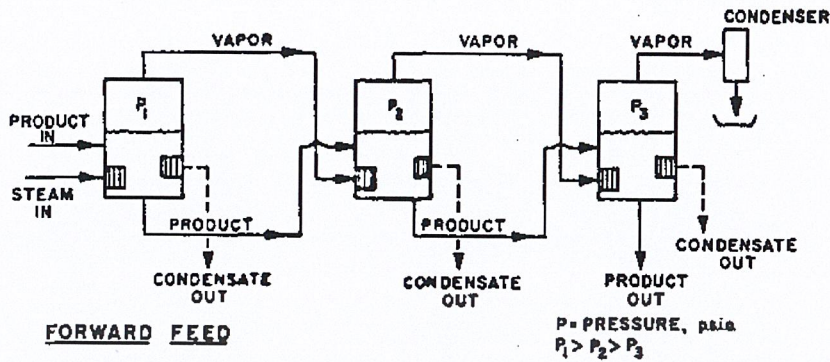 CONDENSER
VAPOR
VAPOR
VAPOR
P₁
P₂
P₃
PRODUCT
IN
STEAM
IN
PRODUCT
PRODUCT
CONDENSATE
OUT
CONDENSATE
OUT
PRODUCT
OUT
CONDENSATE
OUT
FORWARD FEED
P= PRESSURE, p.s.i.a.
P₁ > P₂ > P₃